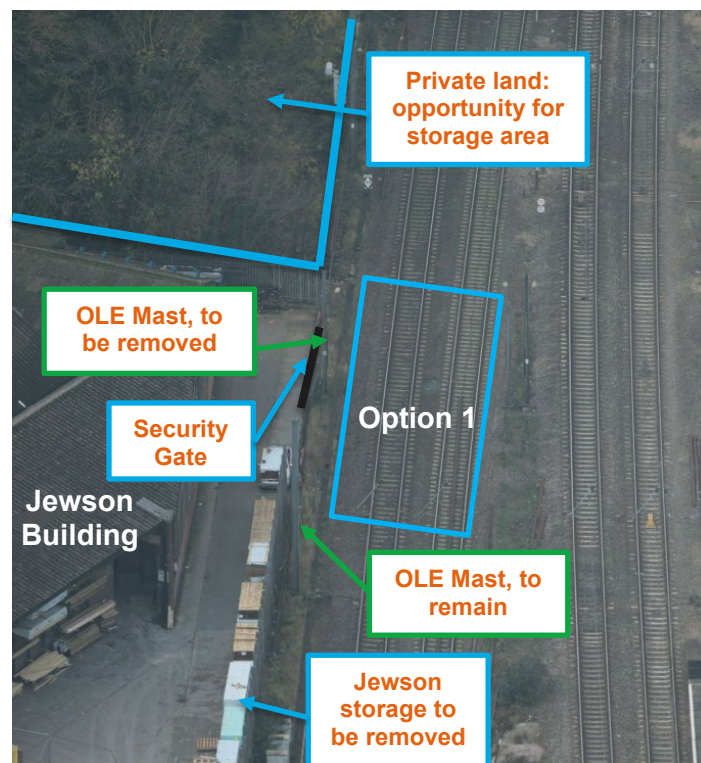 Private land:
opportunity for
storage area
OLE Mast, to
be removed
Option 1
Security
Gate
Jewson
Building
OLE Mast, to
remain
Jewson
storage to
be removed